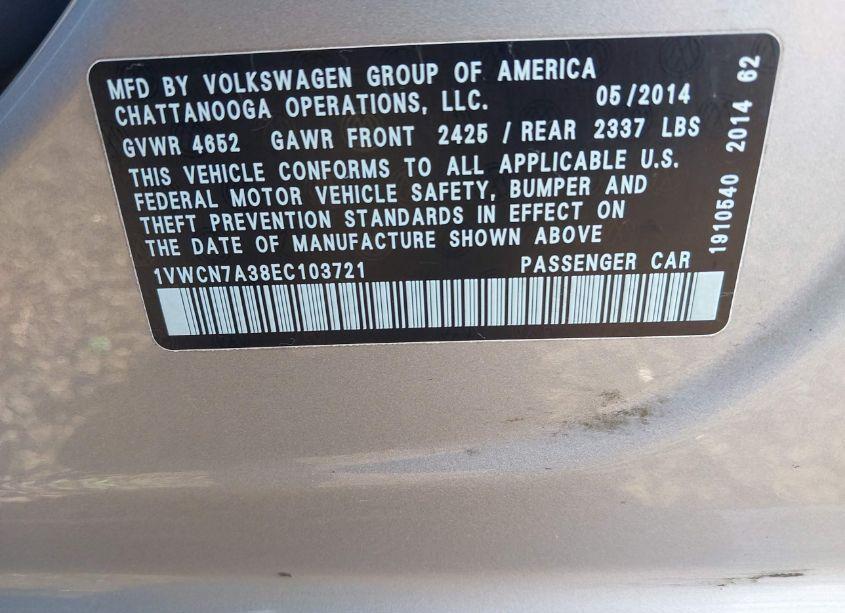 MFD BY VOLKSWAGEN GROUP OF AMERICA
CHATTANOOGA OPERATIONS, LLC. 05/2014
GVWR 4652 GAWR FRONT 2425 / REAR 2337 LBS
THIS VEHICLE CONFORMS TO ALL APPLICABLE U.S.
FEDERAL MOTOR VEHICLE SAFETY, BUMPER AND
THEFT PREVENTION STANDARDS IN EFFECT ON
THE DATE OF MANUFACTURE SHOWN ABOVE
1VWCN7A38EC103721 PASSENGER CAR
1910540 2014 62